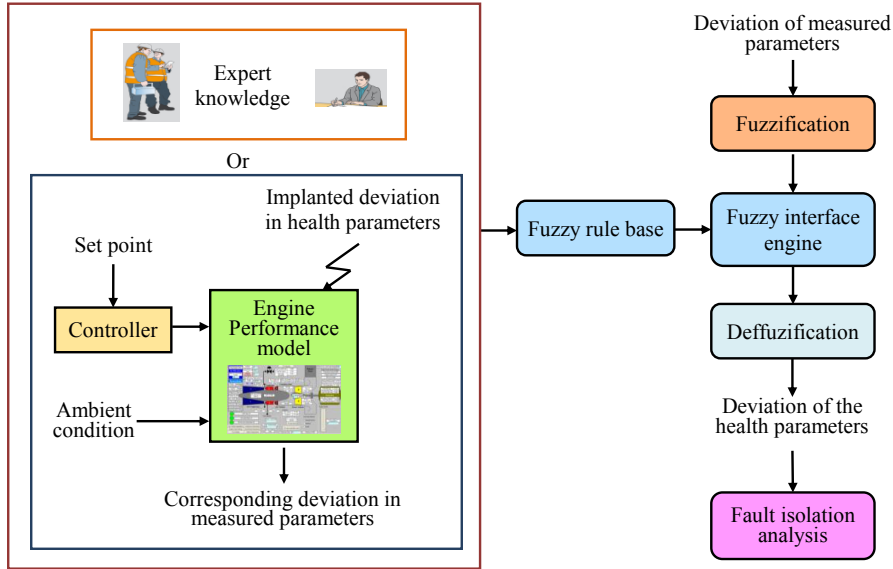 Expert
knowledge
Or
Implanted deviation
in health parameters
Set point
Controller
Engine
Performance
model
Ambient
condition
Corresponding deviation in
measured parameters
Fuzzy rule base
Deviation of measured
parameters
Fuzzification
Fuzzy interface
engine
Deffuzification
Deviation of the
health parameters
Fault isolation
analysis